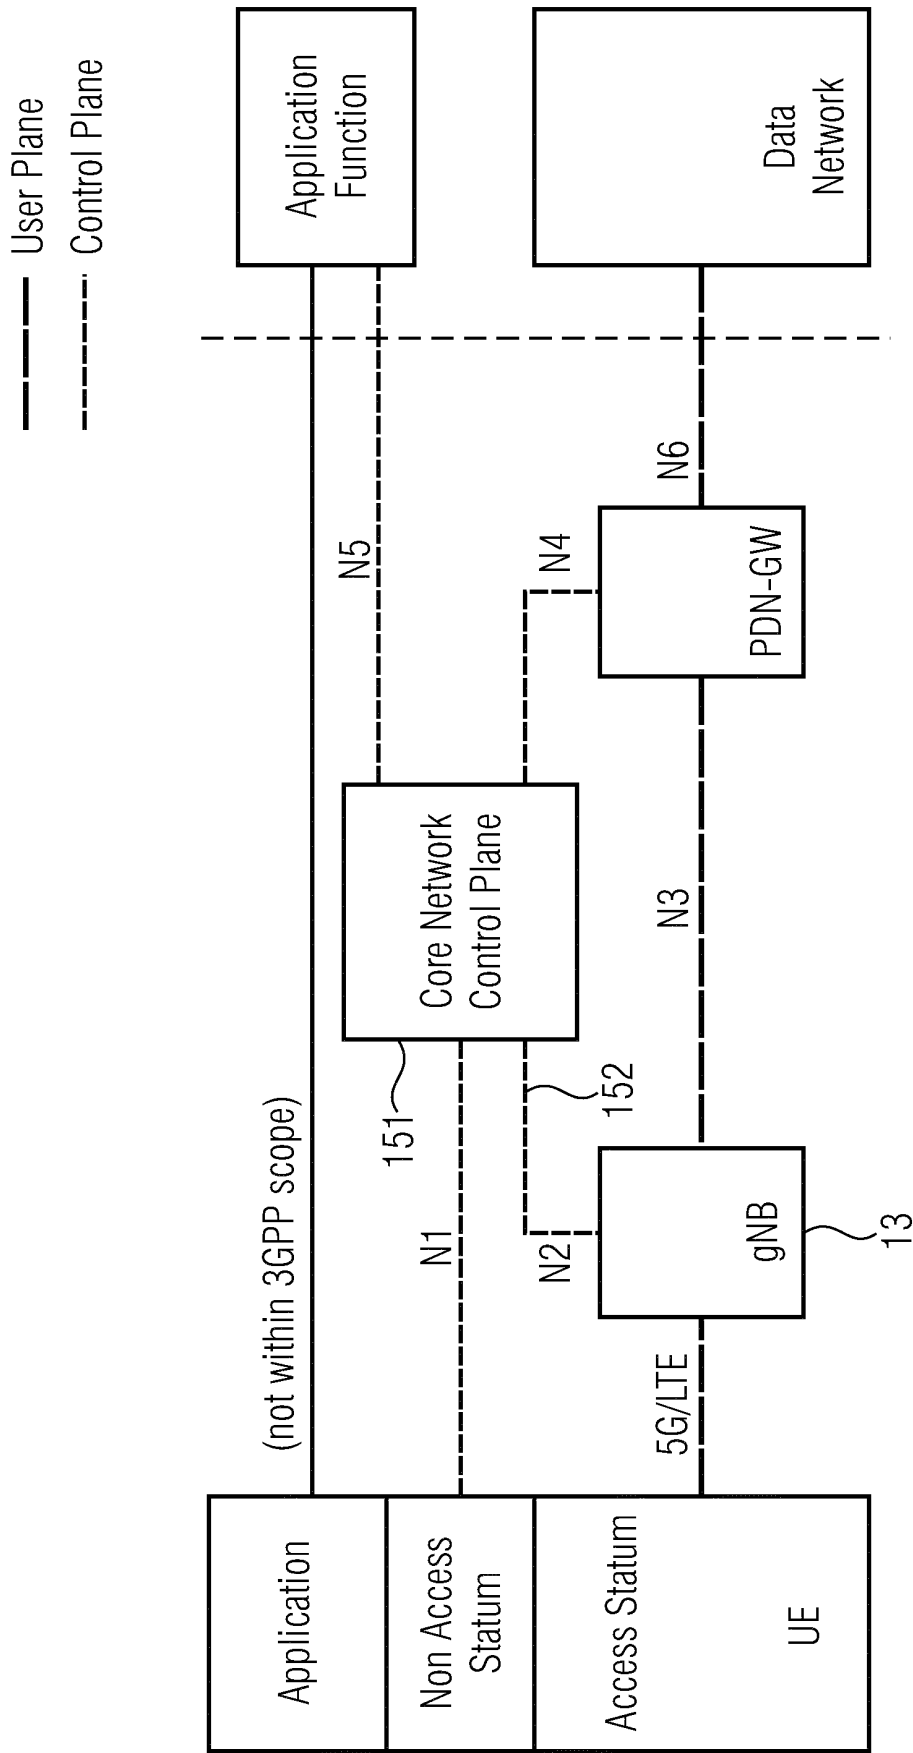 User Plane
Control Plane
Application
Function
Data
Network
(not within 3GPP scope)
N5
N6
N4
PDN-GW
Core Network
Control Plane
151
N1
152
N3
N2
gNB
13
5G/LTE
Application
Non Access
Statum
Access Statum
UE